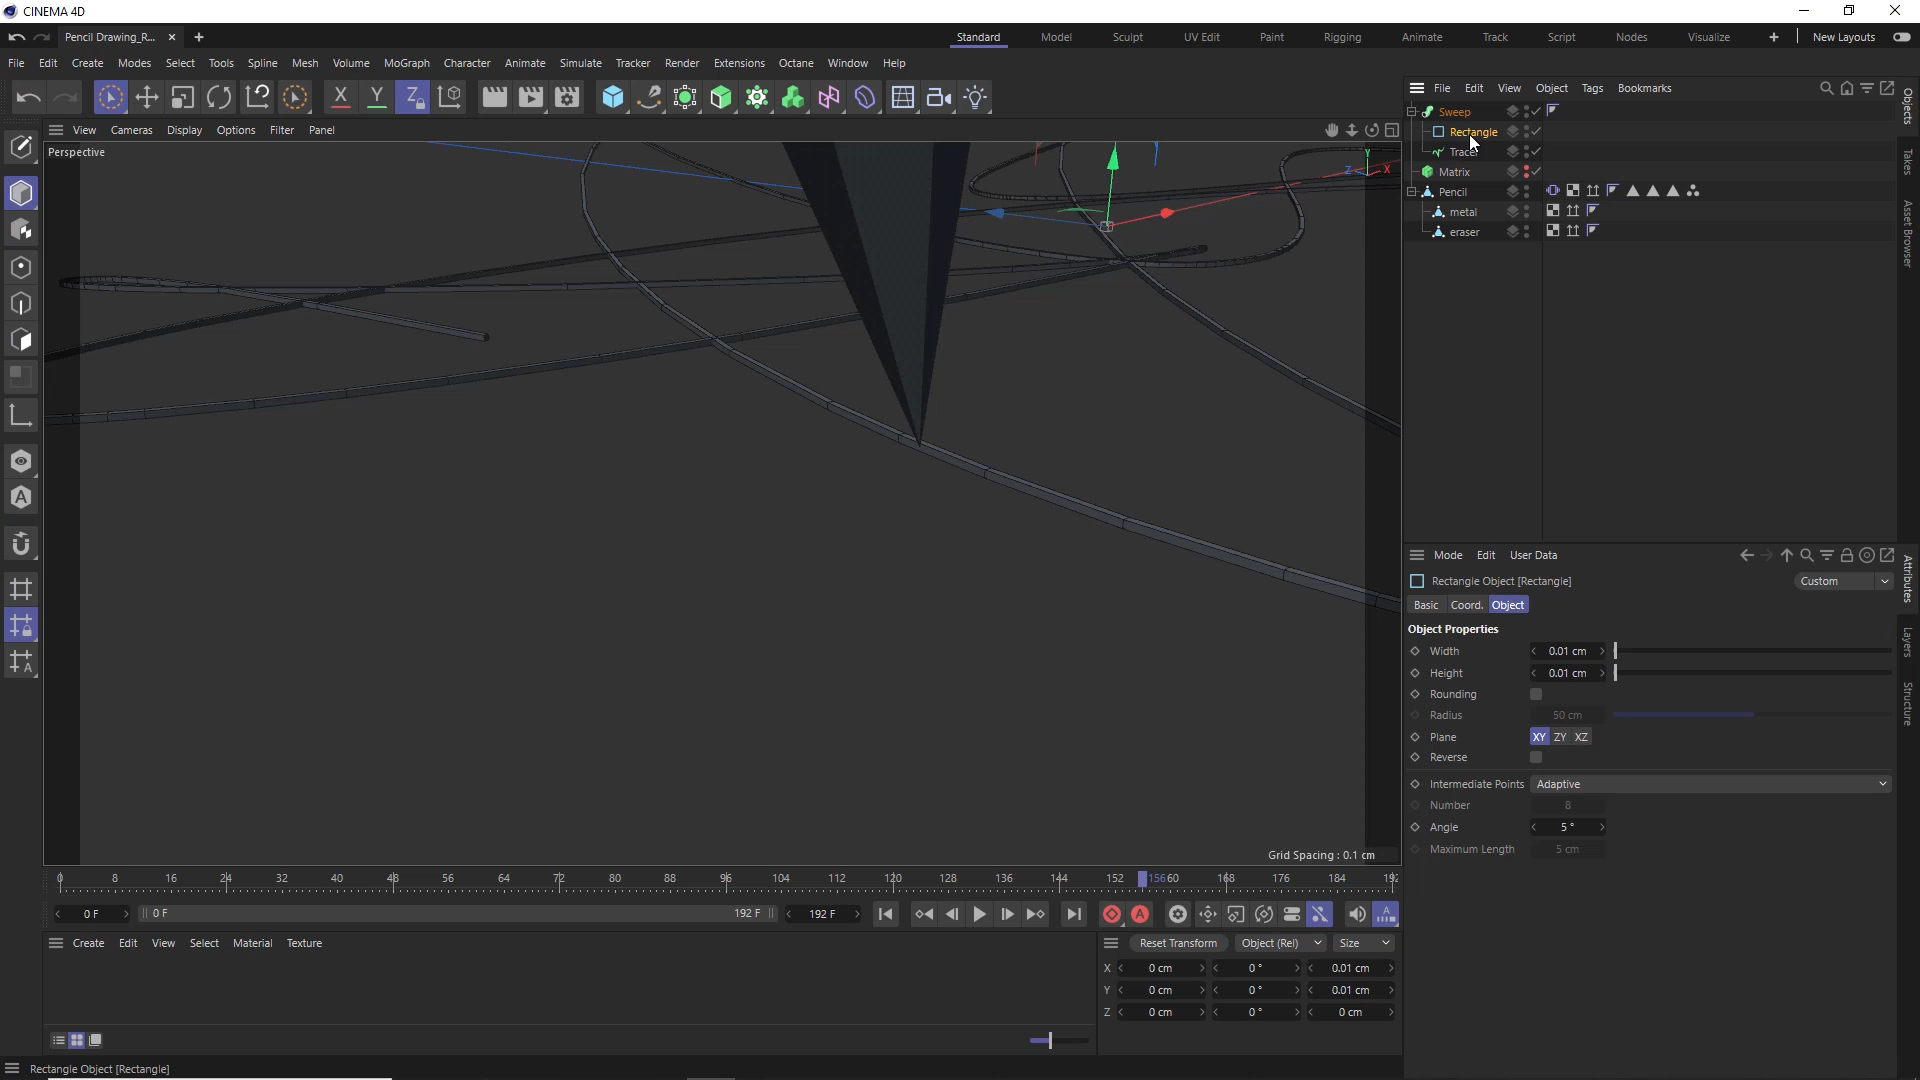 CINEMA 4D
Pencil Drawing_R... × +
Standard Model Sculpt UV Edit Paint Rigging Animate Track Script Nodes Visualize + New Layouts
File Edit Create Modes Select Tools Spline Mesh Volume MoGraph Character Animate Simulate Tracker Render Extensions Octane Window Help
X Y Z
File Edit View Object Tags Bookmarks
Objects
Takes
Asset Browser
Sweep
Rectangle
Tracer
Matrix
Pencil
metal
eraser
View Cameras Display Options Filter Panel
Perspective
Y
Z X
Grid Spacing : 0.1 cm
Mode Edit User Data
Attributes
Layers
Structure
Rectangle Object [Rectangle] Custom
Basic Coord. Object
Object Properties
Width 0.01 cm
Height 0.01 cm
Rounding
Radius 50 cm
Plane XY ZY XZ
Reverse
Intermediate Points Adaptive
Number 8
Angle 5 °
Maximum Length 5 cm
0 8 16 24 32 40 48 56 64 72 80 88 96 104 112 120 128 136 144 152 15660 168 176 184 192
0 F 0 F 192 F 192 F
Create Edit View Select Material Texture
Reset Transform Object (Rel) Size
X 0 cm 0 ° 0.01 cm
Y 0 cm 0 ° 0.01 cm
Z 0 cm 0 ° 0 cm
Rectangle Object [Rectangle]